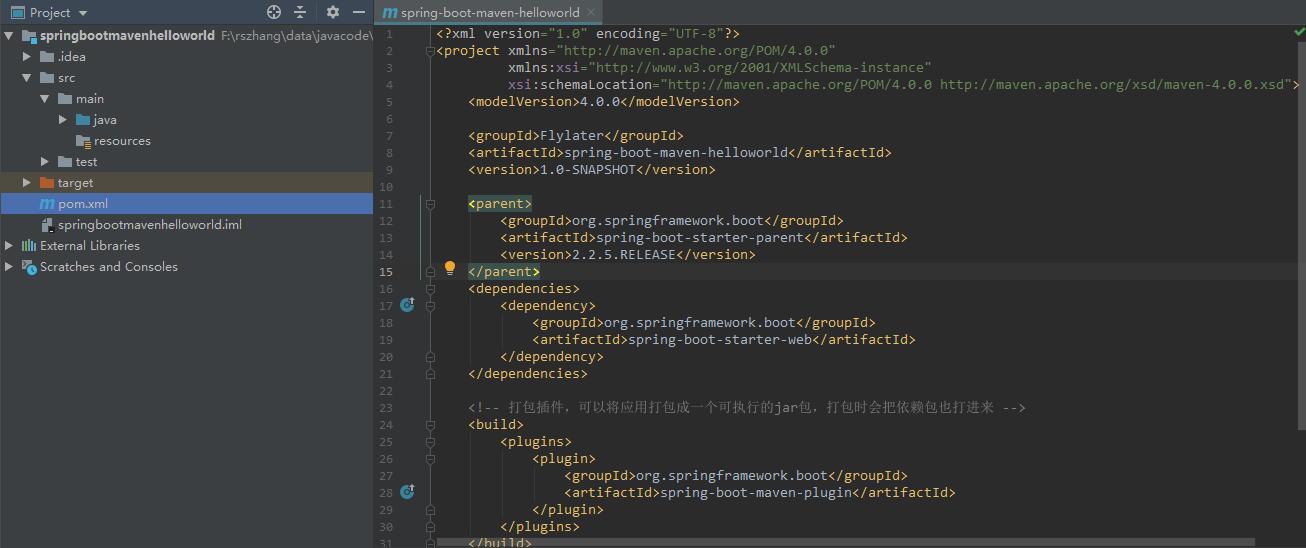 Project
springbootmavenhelloworld F:\rszhang\data\javacode\
.idea
src
main
java
resources
test
target
pom.xml
springbootmavenhelloworld.iml
External Libraries
Scratches and Consoles
spring-boot-maven-helloworld
1 <?xml version="1.0" encoding="UTF-8"?>
2 <project xmlns="http://maven.apache.org/POM/4.0.0"
3 xmlns:xsi="http://www.w3.org/2001/XMLSchema-instance"
4 xsi:schemaLocation="http://maven.apache.org/POM/4.0.0 http://maven.apache.org/xsd/maven-4.0.0.xsd">
5 <modelVersion>4.0.0</modelVersion>
6
7 <groupId>Flylater</groupId>
8 <artifactId>spring-boot-maven-helloworld</artifactId>
9 <version>1.0-SNAPSHOT</version>
10
11 <parent>
12 <groupId>org.springframework.boot</groupId>
13 <artifactId>spring-boot-starter-parent</artifactId>
14 <version>2.2.5.RELEASE</version>
15 </parent>
16 <dependencies>
17 <dependency>
18 <groupId>org.springframework.boot</groupId>
19 <artifactId>spring-boot-starter-web</artifactId>
20 </dependency>
21 </dependencies>
22
23 <!-- 打包插件，可以将应用打包成一个可执行的jar包，打包时会把依赖包也打进来 -->
24 <build>
25 <plugins>
26 <plugin>
27 <groupId>org.springframework.boot</groupId>
28 <artifactId>spring-boot-maven-plugin</artifactId>
29 </plugin>
30 </plugins>
31 </build>